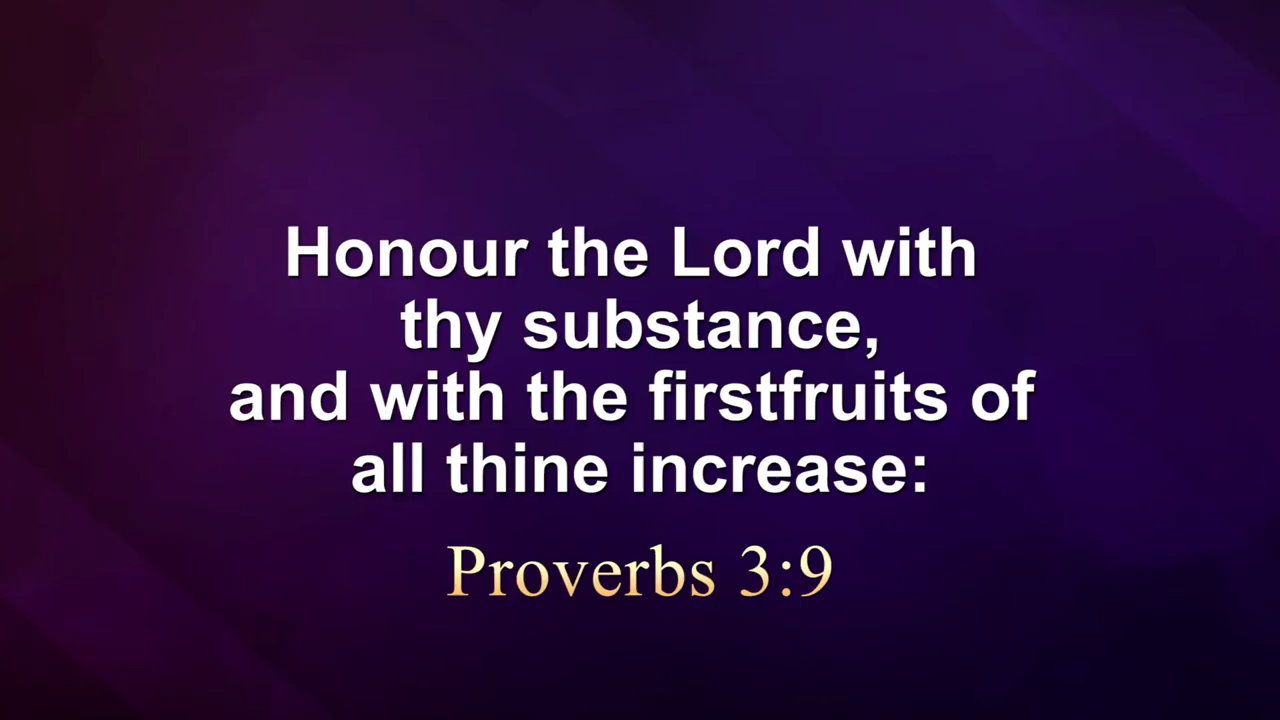 Honour the Lord with
thy substance,
and with the firstfruits of
all thine increase:
Proverbs 3:9